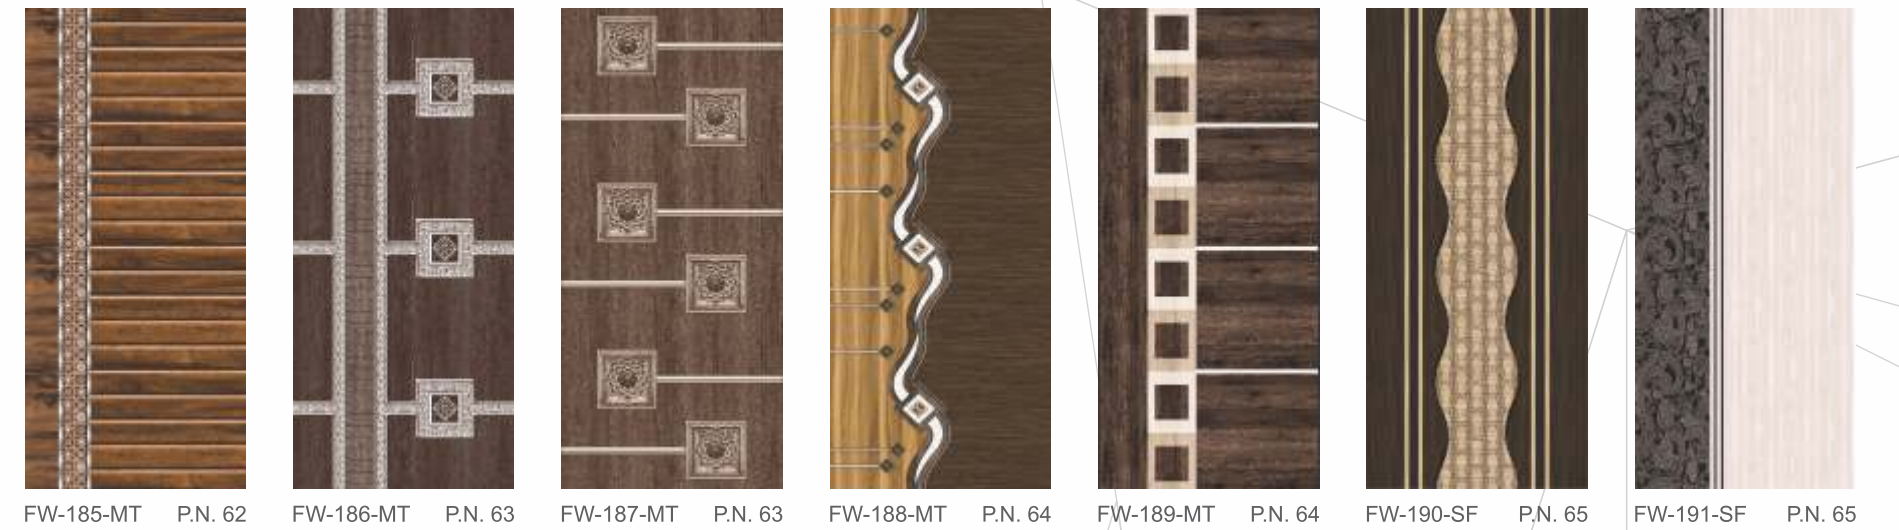 FW-185-MT P.N. 62
FW-186-MT P.N. 63
FW-187-MT P.N. 63
FW-188-MT P.N. 64
FW-189-MT P.N. 64
FW-190-SF P.N. 65
FW-191-SF P.N. 65